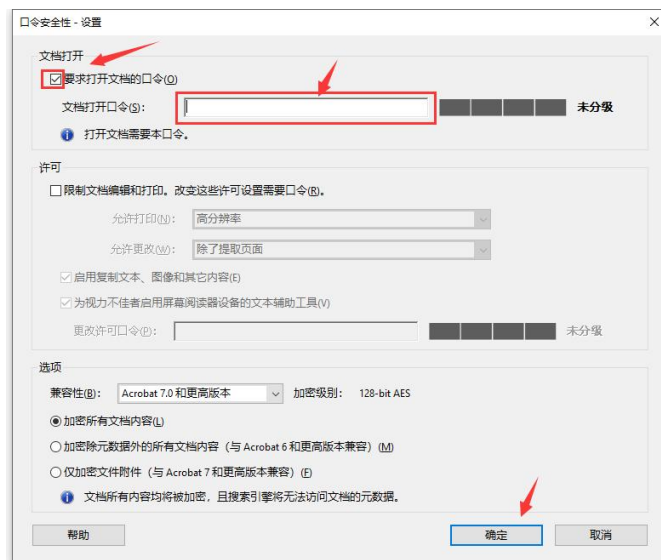 口令安全性 - 设置
文档打开
要求打开文档的口令(O)
文档打开口令(S): 未分级
打开文档需要本口令。
许可
限制文档编辑和打印。改变这些许可设置需要口令(R)。
允许打印(N): 高分辨率
允许更改(W): 除了提取页面
启用复制文本、图像和其它内容(E)
为视力不佳者启用屏幕阅读器设备的文本辅助工具(V)
更改许可口令(P): 未分级
选项
兼容性(B): Acrobat 7.0 和更高版本 加密级别: 128-bit AES
加密所有文档内容(L)
加密除元数据外的所有文档内容（与 Acrobat 6 和更高版本兼容）(M)
仅加密文件附件（与 Acrobat 7 和更高版本兼容）(F)
文档所有内容均将被加密，且搜索引擎将无法访问文档的元数据。
帮助 确定 取消